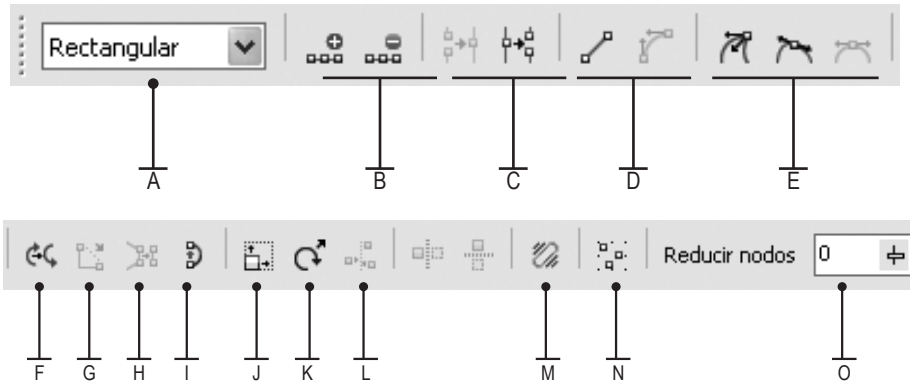 Rectangular
A B C D E
Reducir nodos 0
F G H I J K L M N O